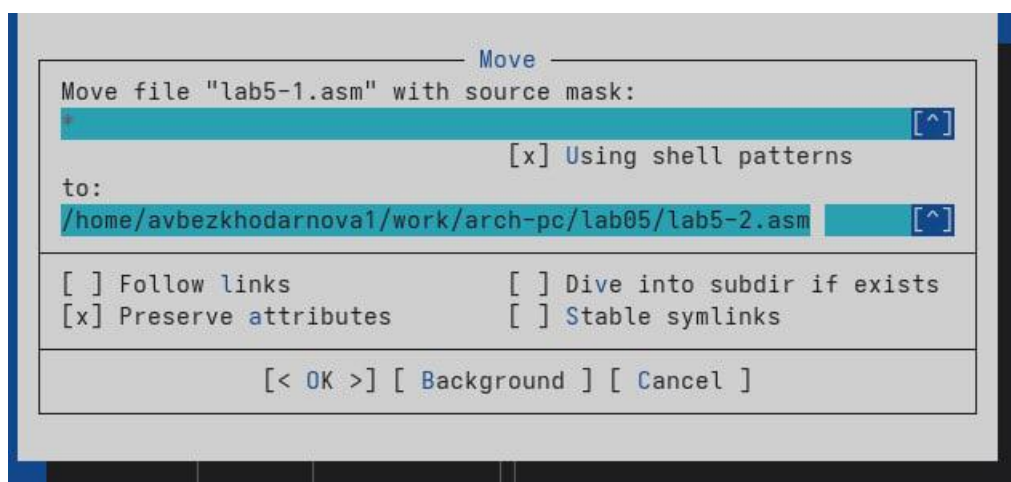 Move
Move file "lab5-1.asm" with source mask:
* [^]
[x] Using shell patterns
to:
/home/avbezkhodarnova1/work/arch-pc/lab05/lab5-2.asm [^]
[ ] Follow links [ ] Dive into subdir if exists
[x] Preserve attributes [ ] Stable symlinks
[< OK >] [ Background ] [ Cancel ]